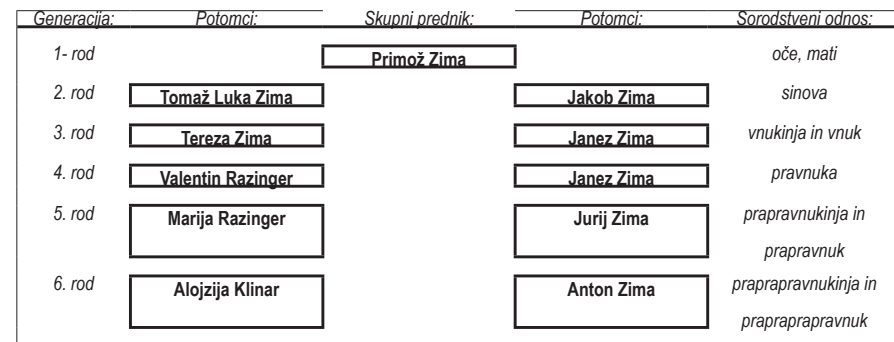 Generacija: Potomci: Skupni prednik: Potomci: Sorodstveni odnos:
1- rod Primož Zima oče, mati
2. rod Tomaž Luka Zima Jakob Zima sinova
3. rod Tereza Zima Janez Zima vnukinja in vnuk
4. rod Valentin Razinger Janez Zima pravnuka
5. rod Marija Razinger Jurij Zima prapravnukinja in
prapravnuk
6. rod Alojzija Klinar Anton Zima praprapravnukinja in
prapraprapravnuk